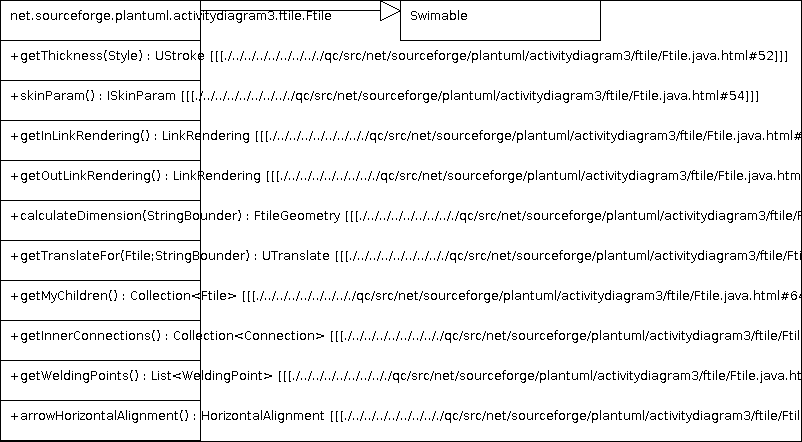 net.sourceforge.plantuml.activitydiagram3.ftile.Ftile
Swimable
+getThickness(Style) : UStroke [[[./../../../../../../../qc/src/net/sourceforge/plantuml/activitydiagram3/ftile/Ftile.java.html#52]]]
+skinParam() : ISkinParam [[[./../../../../../../../qc/src/net/sourceforge/plantuml/activitydiagram3/ftile/Ftile.java.html#54]]]
+getInLinkRendering() : LinkRendering [[[./../../../../../../../qc/src/net/sourceforge/plantuml/activitydiagram3/ftile/Ftile.java.html#
+getOutLinkRendering() : LinkRendering [[[./../../../../../../../qc/src/net/sourceforge/plantuml/activitydiagram3/ftile/Ftile.java.htm
+calculateDimension(StringBounder) : FtileGeometry [[[./../../../../../../../qc/src/net/sourceforge/plantuml/activitydiagram3/ftile/F
+getTranslateFor(Ftile;StringBounder) : UTranslate [[[./../../../../../../../qc/src/net/sourceforge/plantuml/activitydiagram3/ftile/Fti
+getMyChildren() : Collection<Ftile> [[[./../../../../../../../qc/src/net/sourceforge/plantuml/activitydiagram3/ftile/Ftile.java.html#64
+getInnerConnections() : Collection<Connection> [[[./../../../../../../../qc/src/net/sourceforge/plantuml/activitydiagram3/ftile/Ftil
+getWeldingPoints() : List<WeldingPoint> [[[./../../../../../../../qc/src/net/sourceforge/plantuml/activitydiagram3/ftile/Ftile.java.ht
+arrowHorizontalAlignment() : HorizontalAlignment [[[./../../../../../../../qc/src/net/sourceforge/plantuml/activitydiagram3/ftile/Ftil